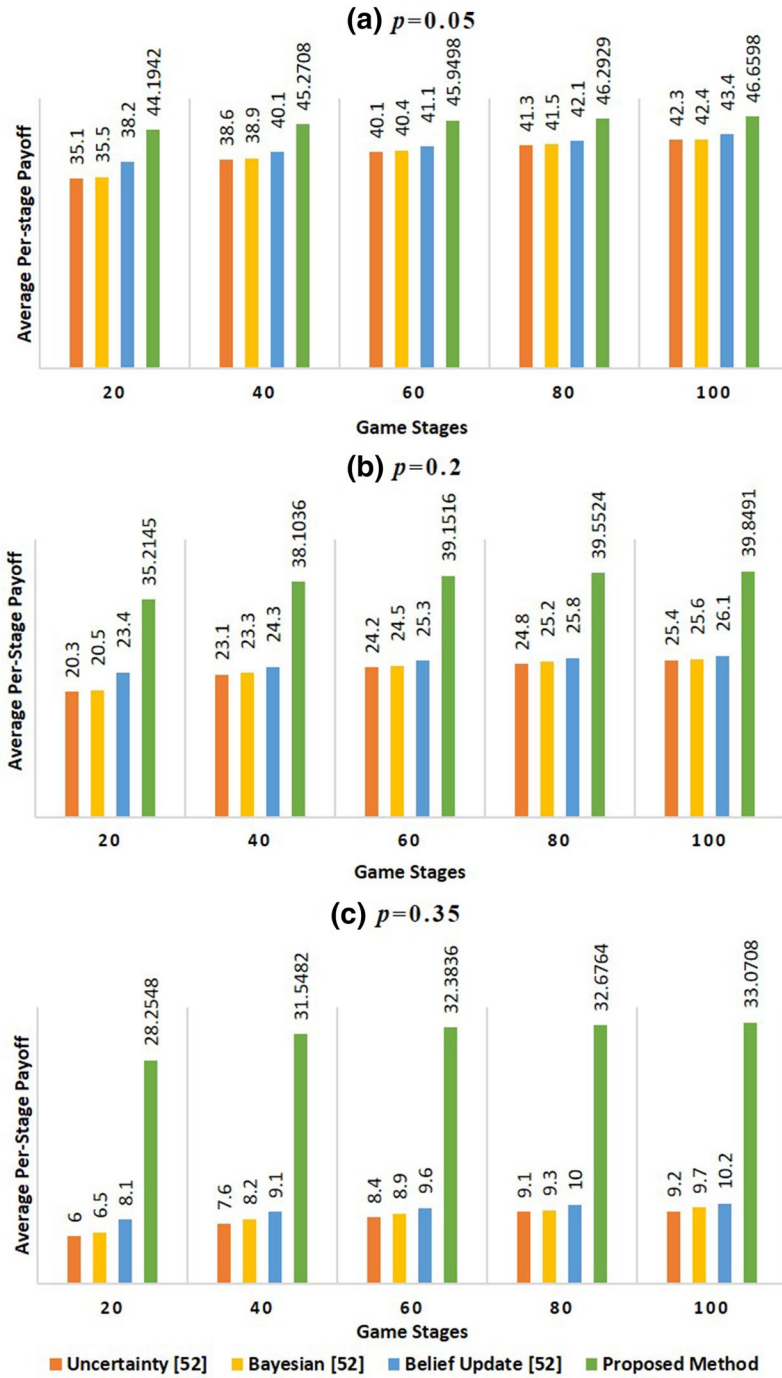 (a) p=0.05
Average Per-stage Payoff
35.1 35.5 38.2 44.1942
38.6 38.9 40.1 45.2708
40.1 40.4 41.1 45.9498
41.3 41.5 42.1 46.2929
42.3 42.4 43.4 46.6598
20 40 60 80 100
Game Stages
(b) p=0.2
Average Per-Stage Payoff
20.3 20.5 23.4 35.2145
23.1 23.3 24.3 38.1036
24.2 24.5 25.3 39.1516
24.8 25.2 25.8 39.5524
25.4 25.6 26.1 39.8491
20 40 60 80 100
Game Stages
(c) p=0.35
Average Per-Stage Payoff
6 6.5 8.1 28.2548
7.6 8.2 9.1 31.5482
8.4 8.9 9.6 32.3836
9.1 9.3 10 32.6764
9.2 9.7 10.2 33.0708
20 40 60 80 100
Game Stages
Uncertainty [52] Bayesian [52] Belief Update [52] Proposed Method